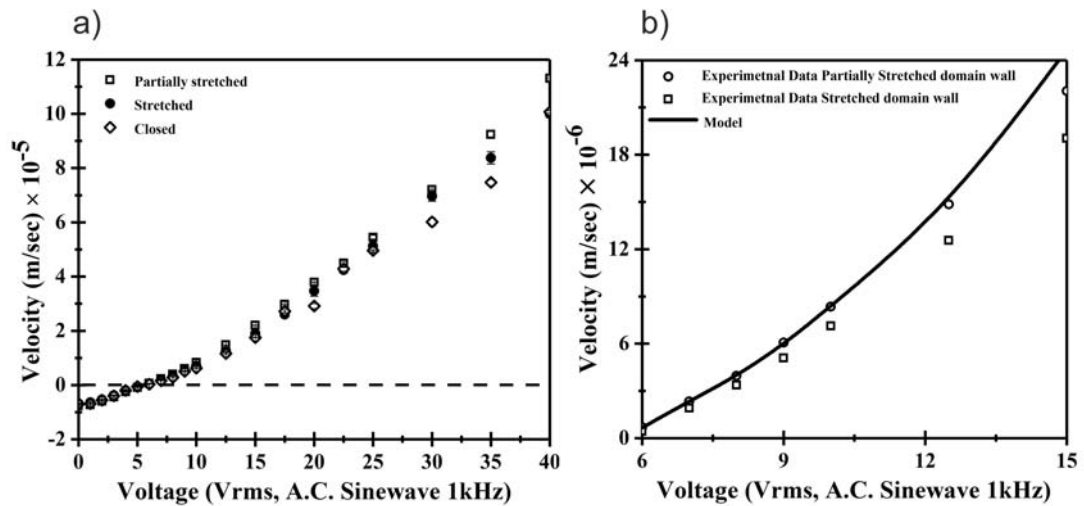 a)
12
10
8
6
4
2
0
-2
Velocity (m/sec) × 10⁻⁵
Partially stretched
Stretched
Closed
0 5 10 15 20 25 30 35 40
Voltage (Vrms, A.C. Sinewave 1kHz)
b)
24
18
12
6
0
Velocity (m/sec) × 10⁻⁶
Experimetnal Data Partially Stretched domain wall
Experimetnal Data Stretched domain wall
Model
6 9 12 15
Voltage (Vrms, A.C. Sinewave 1kHz)